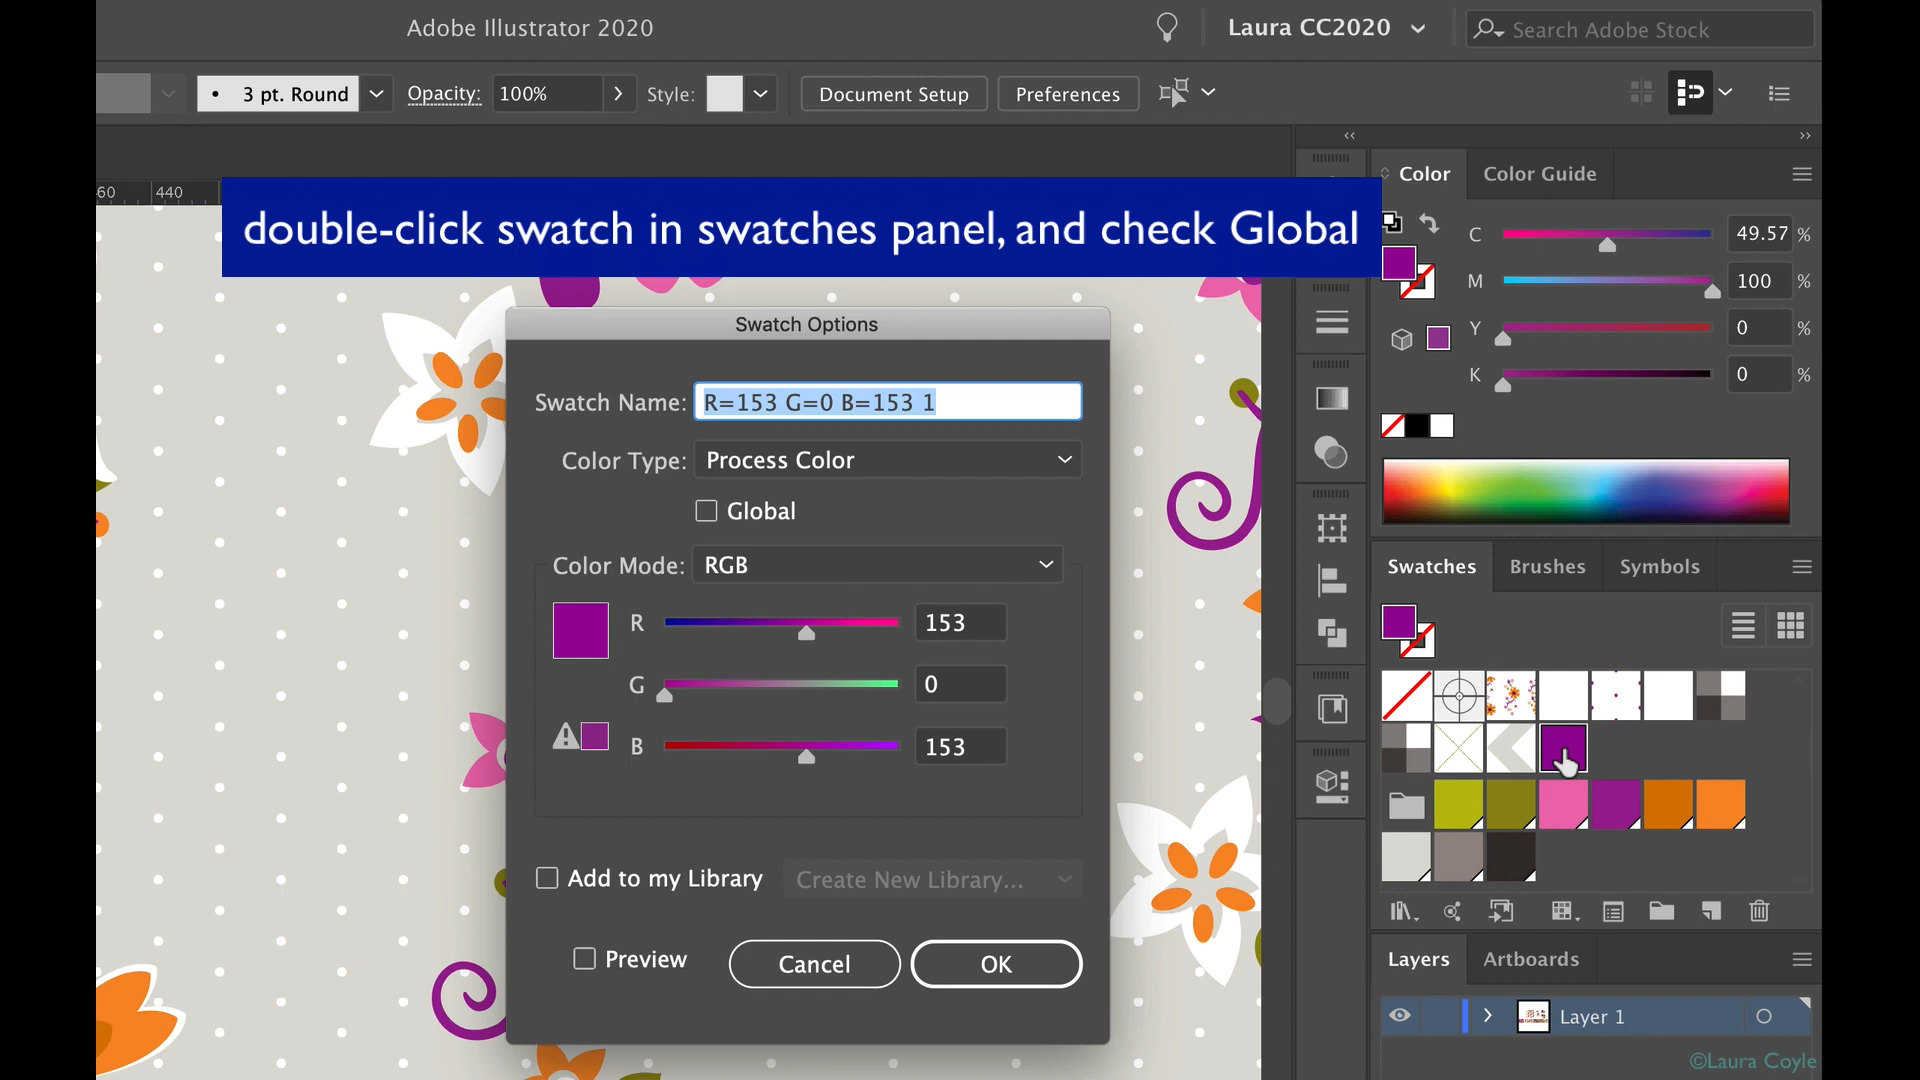 Adobe Illustrator 2020
Laura CC2020
Search Adobe Stock
3 pt. Round
Opacity: 100%
Style:
Document Setup
Preferences
60
440
double-click swatch in swatches panel, and check Global
Color
Color Guide
C 49.57 %
M 100 %
Y 0 %
K 0 %
Swatch Options
Swatch Name: R=153 G=0 B=153 1
Color Type: Process Color
Global
Color Mode: RGB
R 153
G 0
B 153
Add to my Library
Create New Library...
Preview
Cancel
OK
Swatches
Brushes
Symbols
Layers
Artboards
Layer 1
©Laura Coyle